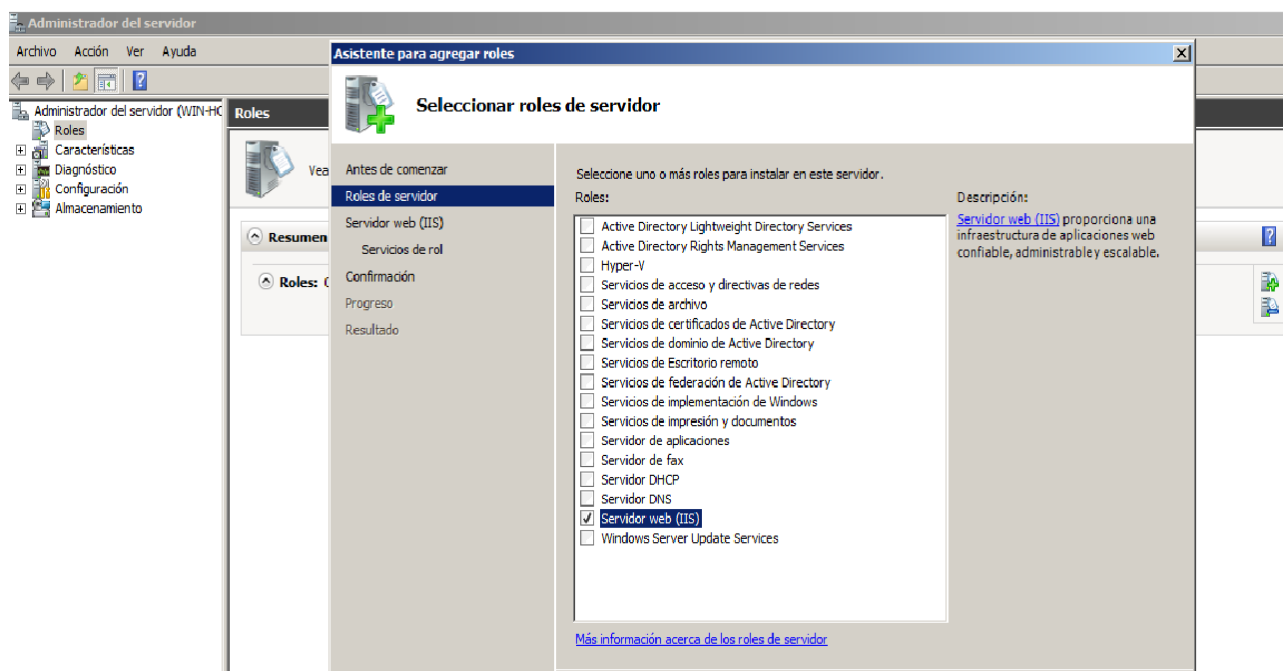 Administrador del servidor
Archivo Acción Ver Ayuda
Administrador del servidor (WIN-HC
Roles
Características
Diagnóstico
Configuración
Almacenamiento
Roles
Vea
Resumen
Roles:
Asistente para agregar roles
Seleccionar roles de servidor
Antes de comenzar
Roles de servidor
Servidor web (IIS)
Servicios de rol
Confirmación
Progreso
Resultado
Seleccione uno o más roles para instalar en este servidor.
Roles:
Active Directory Lightweight Directory Services
Active Directory Rights Management Services
Hyper-V
Servicios de acceso y directivas de redes
Servicios de archivo
Servicios de certificados de Active Directory
Servicios de dominio de Active Directory
Servicios de Escritorio remoto
Servicios de federación de Active Directory
Servicios de implementación de Windows
Servicios de impresión y documentos
Servidor de aplicaciones
Servidor de fax
Servidor DHCP
Servidor DNS
Servidor web (IIS)
Windows Server Update Services
Más información acerca de los roles de servidor
Descripción:
Servidor web (IIS) proporciona una
infraestructura de aplicaciones web
confiable, administrable y escalable.